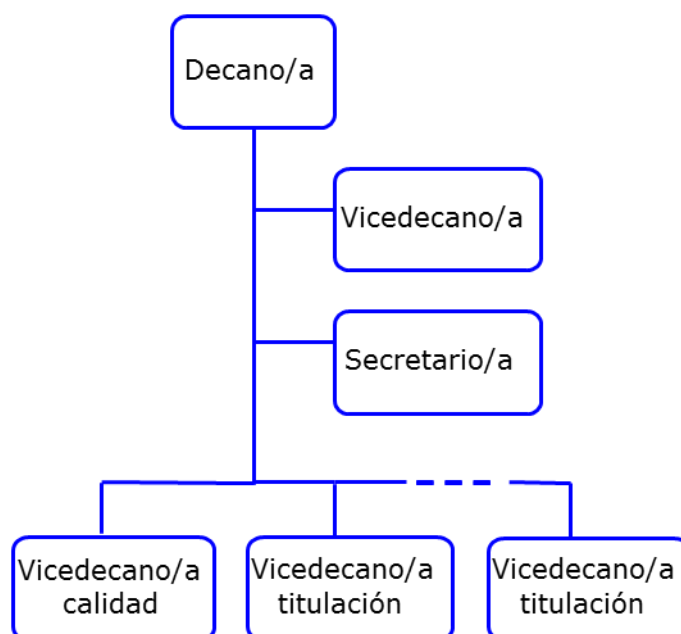 Decano/a
Vicedecano/a
Secretario/a
Vicedecano/a
calidad
Vicedecano/a
titulación
Vicedecano/a
titulación